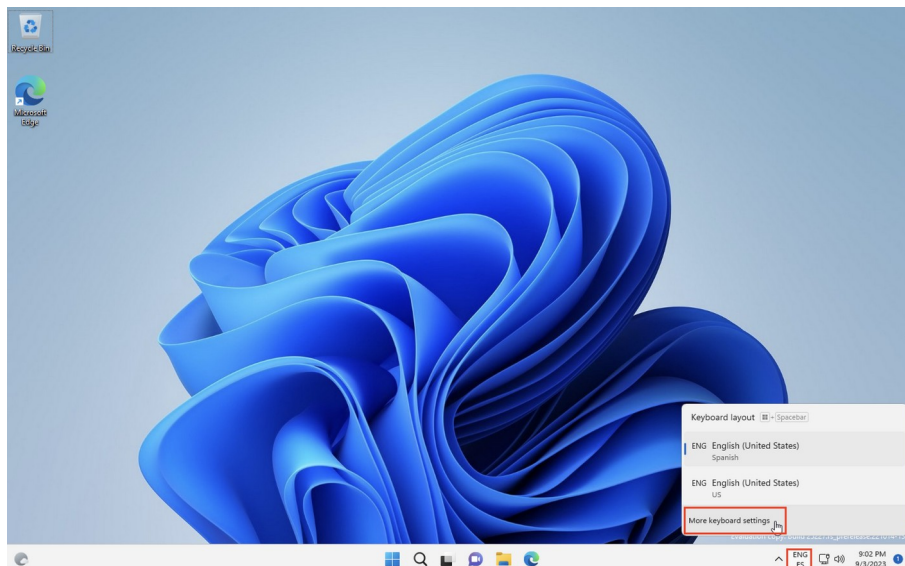 Recycle Bin
Microsoft
Edge
Keyboard layout + Spacebar
ENG English (United States)
Spanish
ENG English (United States)
US
More keyboard settings
ENG
ES
9:02 PM
9/3/2023
1